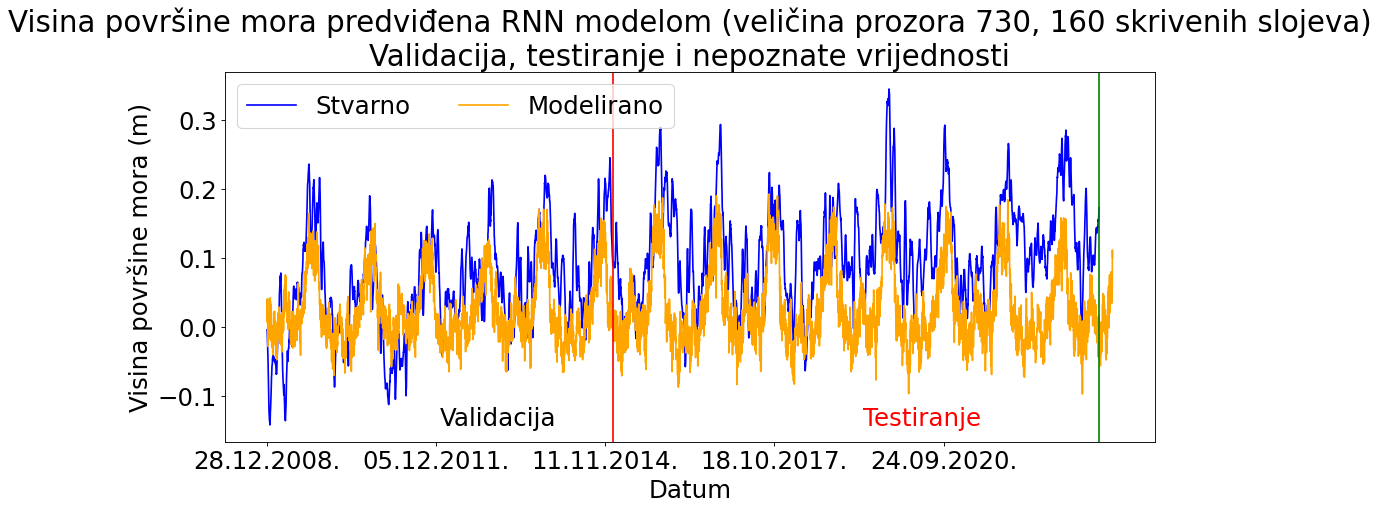 Visina površine mora predviđena RNN modelom (veličina prozora 730, 160 skrivenih slojeva)
Validacija, testiranje i nepoznate vrijednosti
Stvarno Modelirano
Visina površine mora (m)
0.3
0.2
0.1
0.0
−0.1
Validacija Testiranje
28.12.2008. 05.12.2011. 11.11.2014. 18.10.2017. 24.09.2020.
Datum